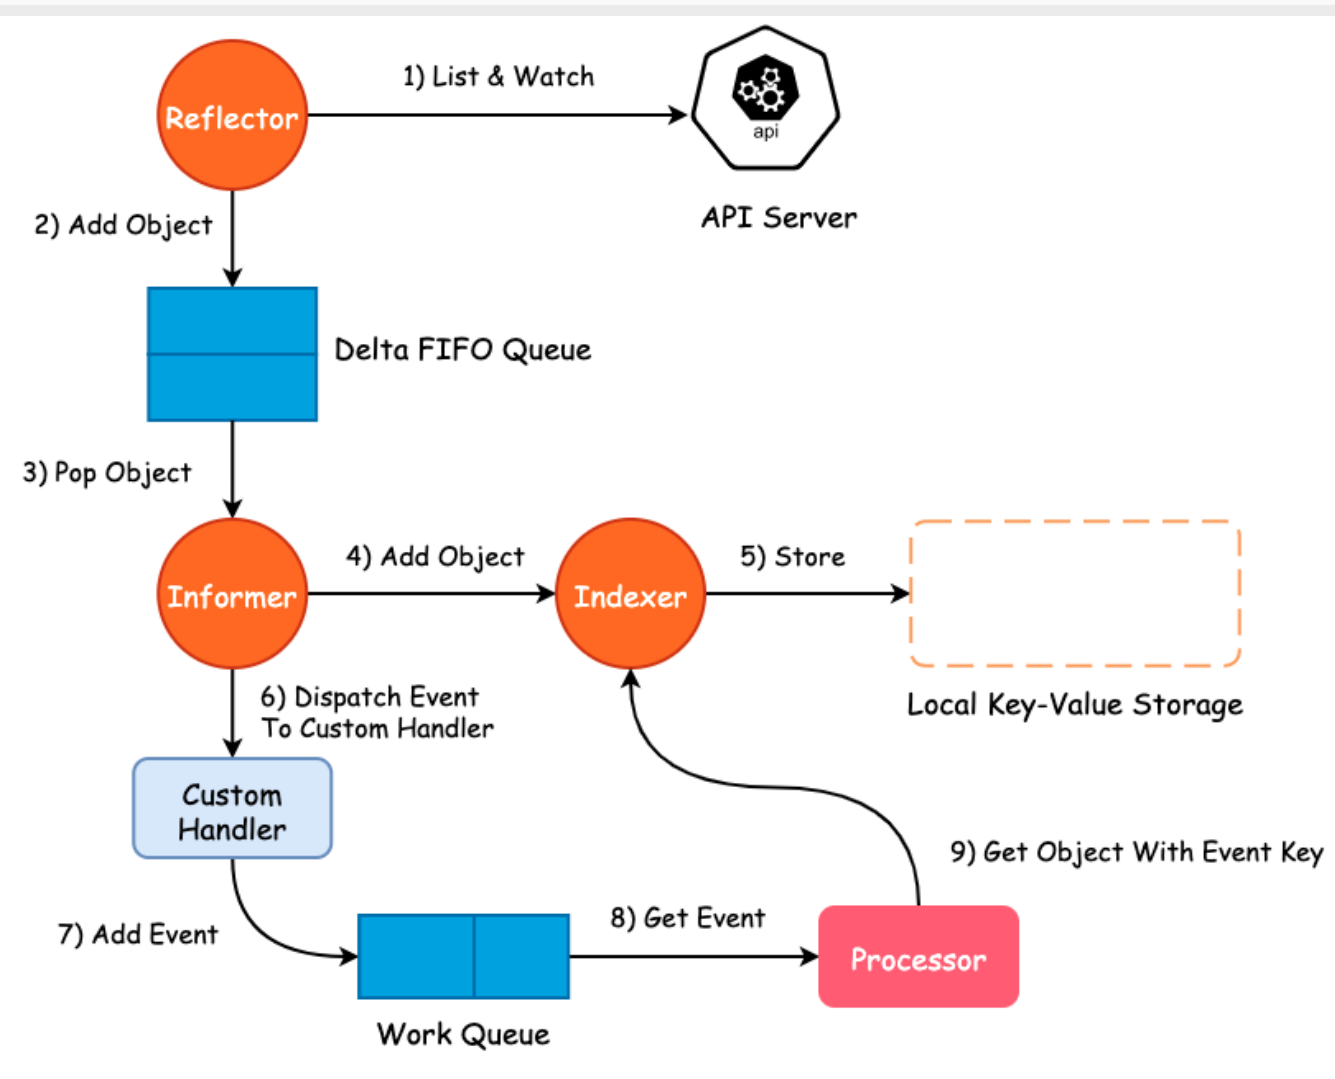 1) List & Watch
Reflector
api
API Server
2) Add Object
Delta FIFO Queue
3) Pop Object
4) Add Object
5) Store
Informer
Indexer
6) Dispatch Event
To Custom Handler
Local Key-Value Storage
Custom
Handler
9) Get Object With Event Key
7) Add Event
8) Get Event
Processor
Work Queue